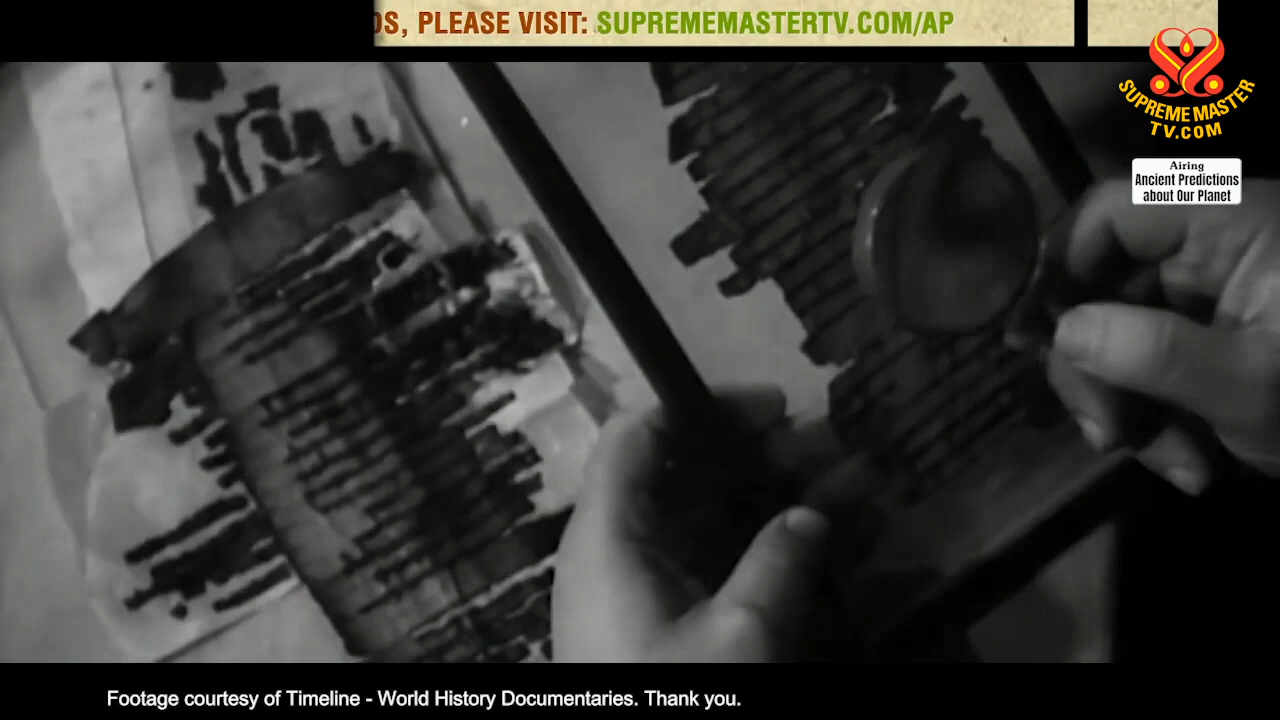 OS, PLEASE VISIT: SUPREMEMASTERTV.COM/AP
SUPREME MASTER
TV.COM
Airing
Ancient Predictions
about Our Planet
Footage courtesy of Timeline - World History Documentaries. Thank you.